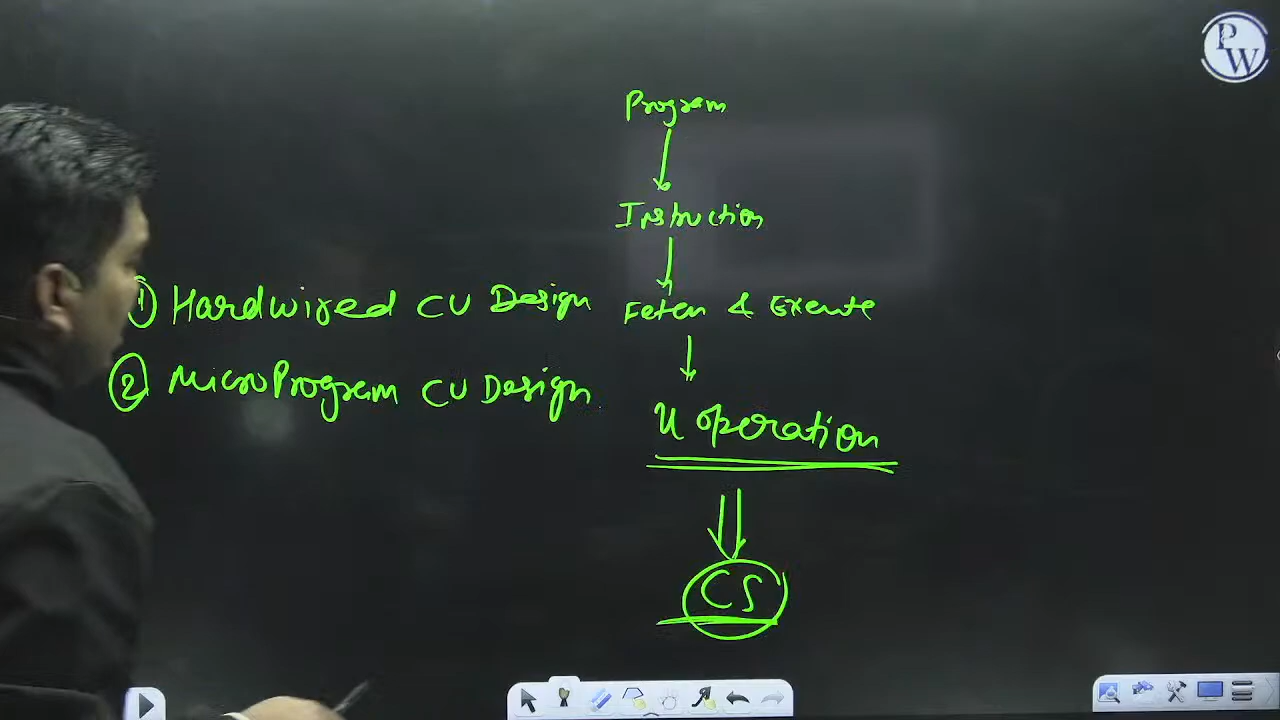 PW
Program
Instruction
① Hardwired CU Design
Fetch & Execute
② MicroProgram CU Design
μ operation
CS